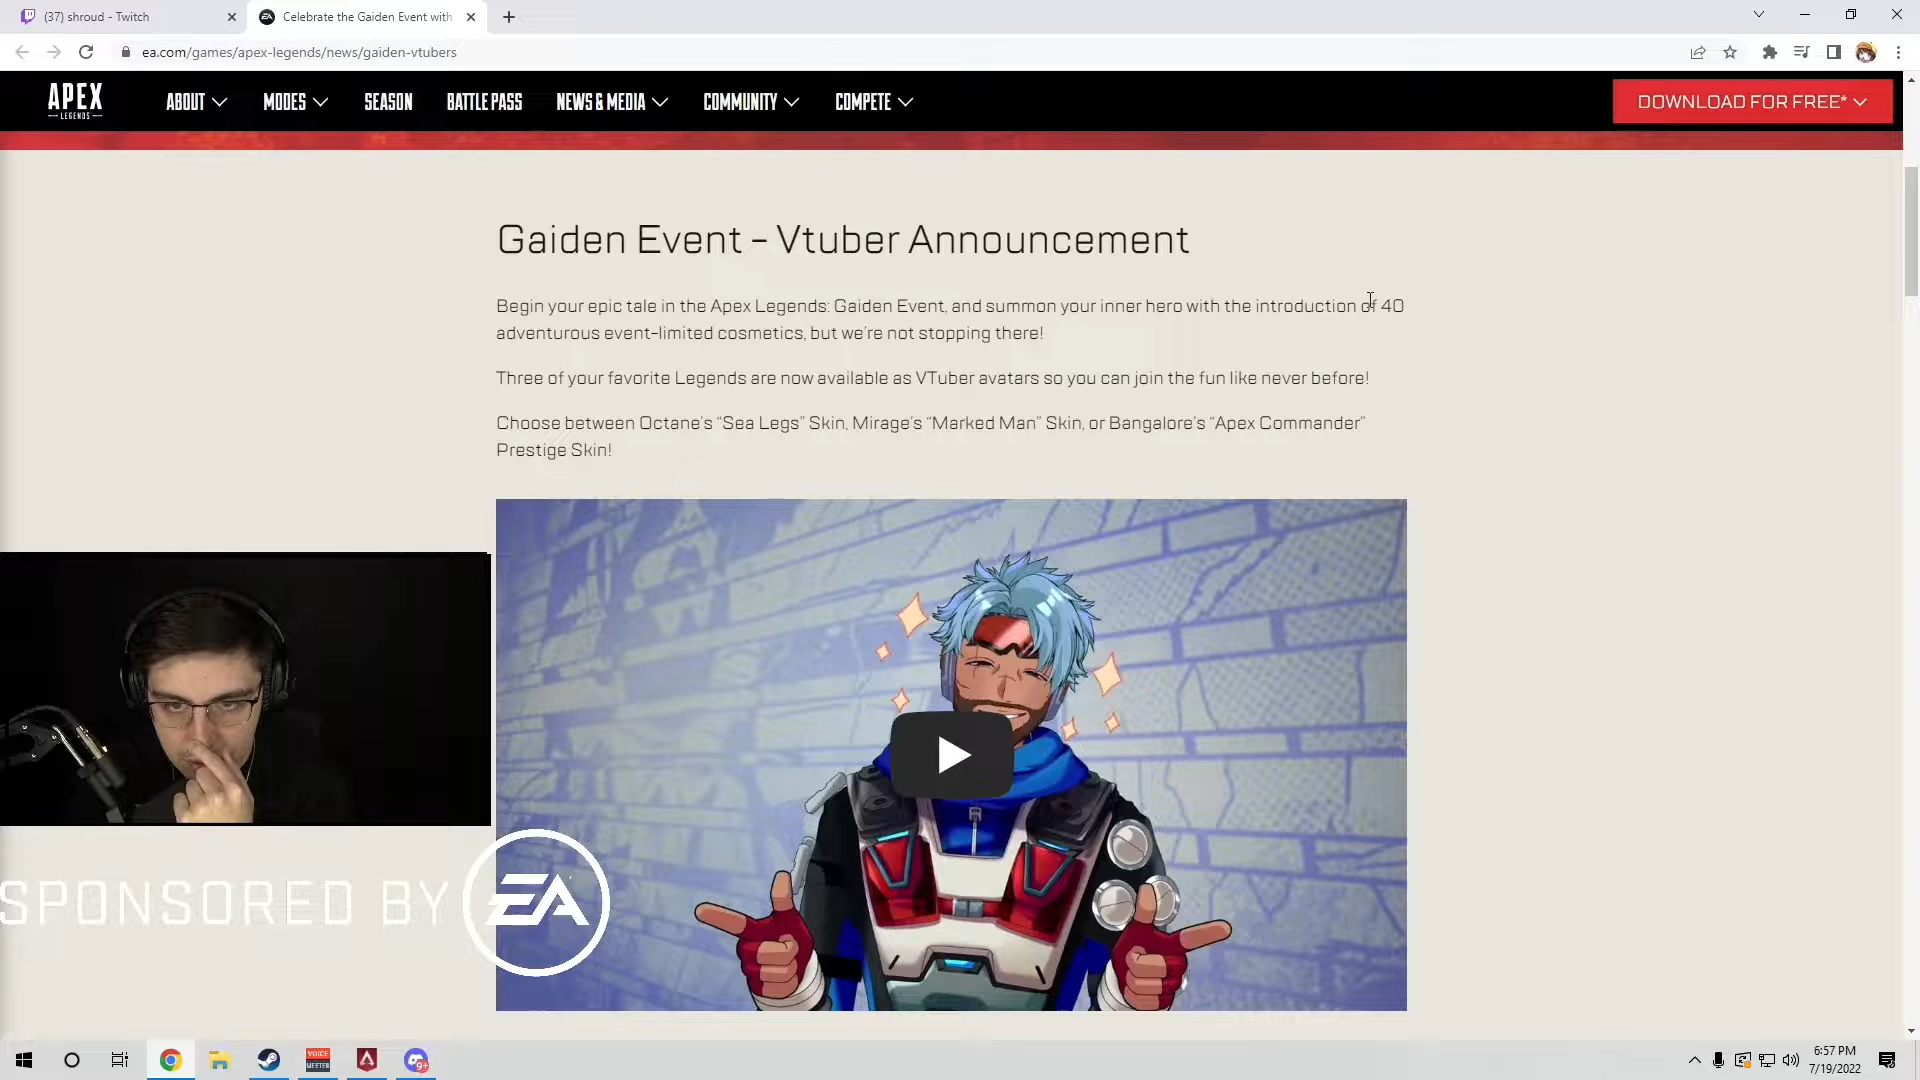 (37) shroud - Twitch
Celebrate the Gaiden Event with
ea.com/games/apex-legends/news/gaiden-vtubers
APEX
LEGENDS
ABOUT
MODES
SEASON
BATTLE PASS
NEWS & MEDIA
COMMUNITY
COMPETE
DOWNLOAD FOR FREE*
Gaiden Event - Vtuber Announcement
Begin your epic tale in the Apex Legends: Gaiden Event, and summon your inner hero with the introduction of 40
adventurous event-limited cosmetics, but we're not stopping there!
Three of your favorite Legends are now available as VTuber avatars so you can join the fun like never before!
Choose between Octane's “Sea Legs” Skin, Mirage's “Marked Man” Skin, or Bangalore's “Apex Commander”
Prestige Skin!
SPONSORED BY EA
VOICE
MEETER
9+
6:57 PM
7/19/2022